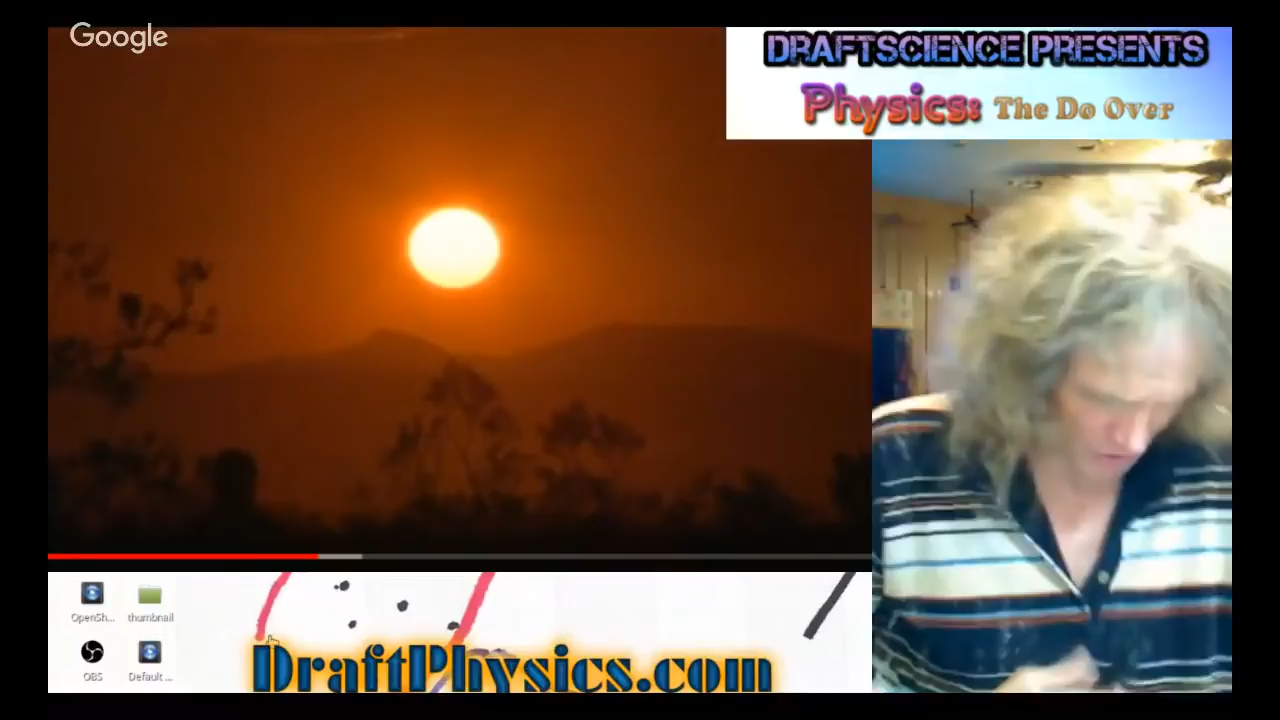 Google
DRAFTSCIENCE PRESENTS
Physics: The Do Over
OpenSh... thumbnail
OBS Default ...
DraftPhysics.com